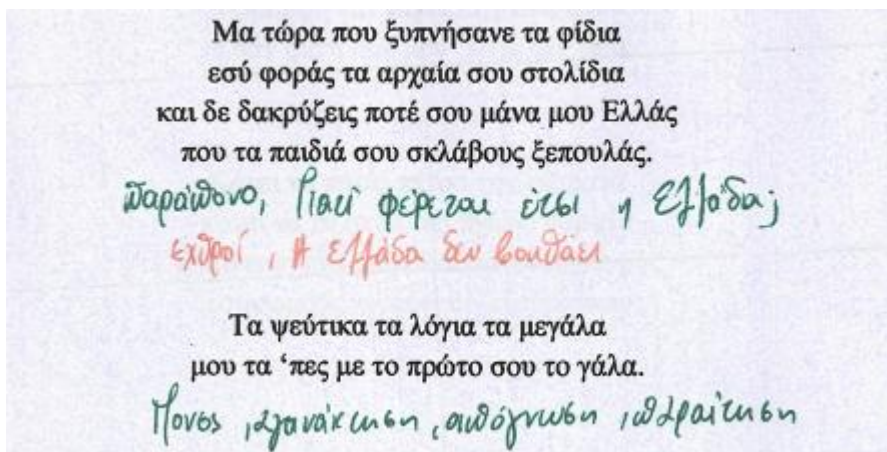 Μα τώρα που ξυπνήσανε τα φίδια
εσύ φοράς τα αρχαία σου στολίδια
και δε δακρύζεις ποτέ σου μάνα μου Ελλάς
που τα παιδιά σου σκλάβους ξεπουλάς.
Παράπονο, Γιατί φέρεται έτσι η Ελλάδα;
εχθροί, Η Ελλάδα δεν βοηθάει
Τα ψεύτικα τα λόγια τα μεγάλα
μου τα ‘πες με το πρώτο σου το γάλα.
Πόνος, αγανάκτηση, απόγνωση, παραίτηση